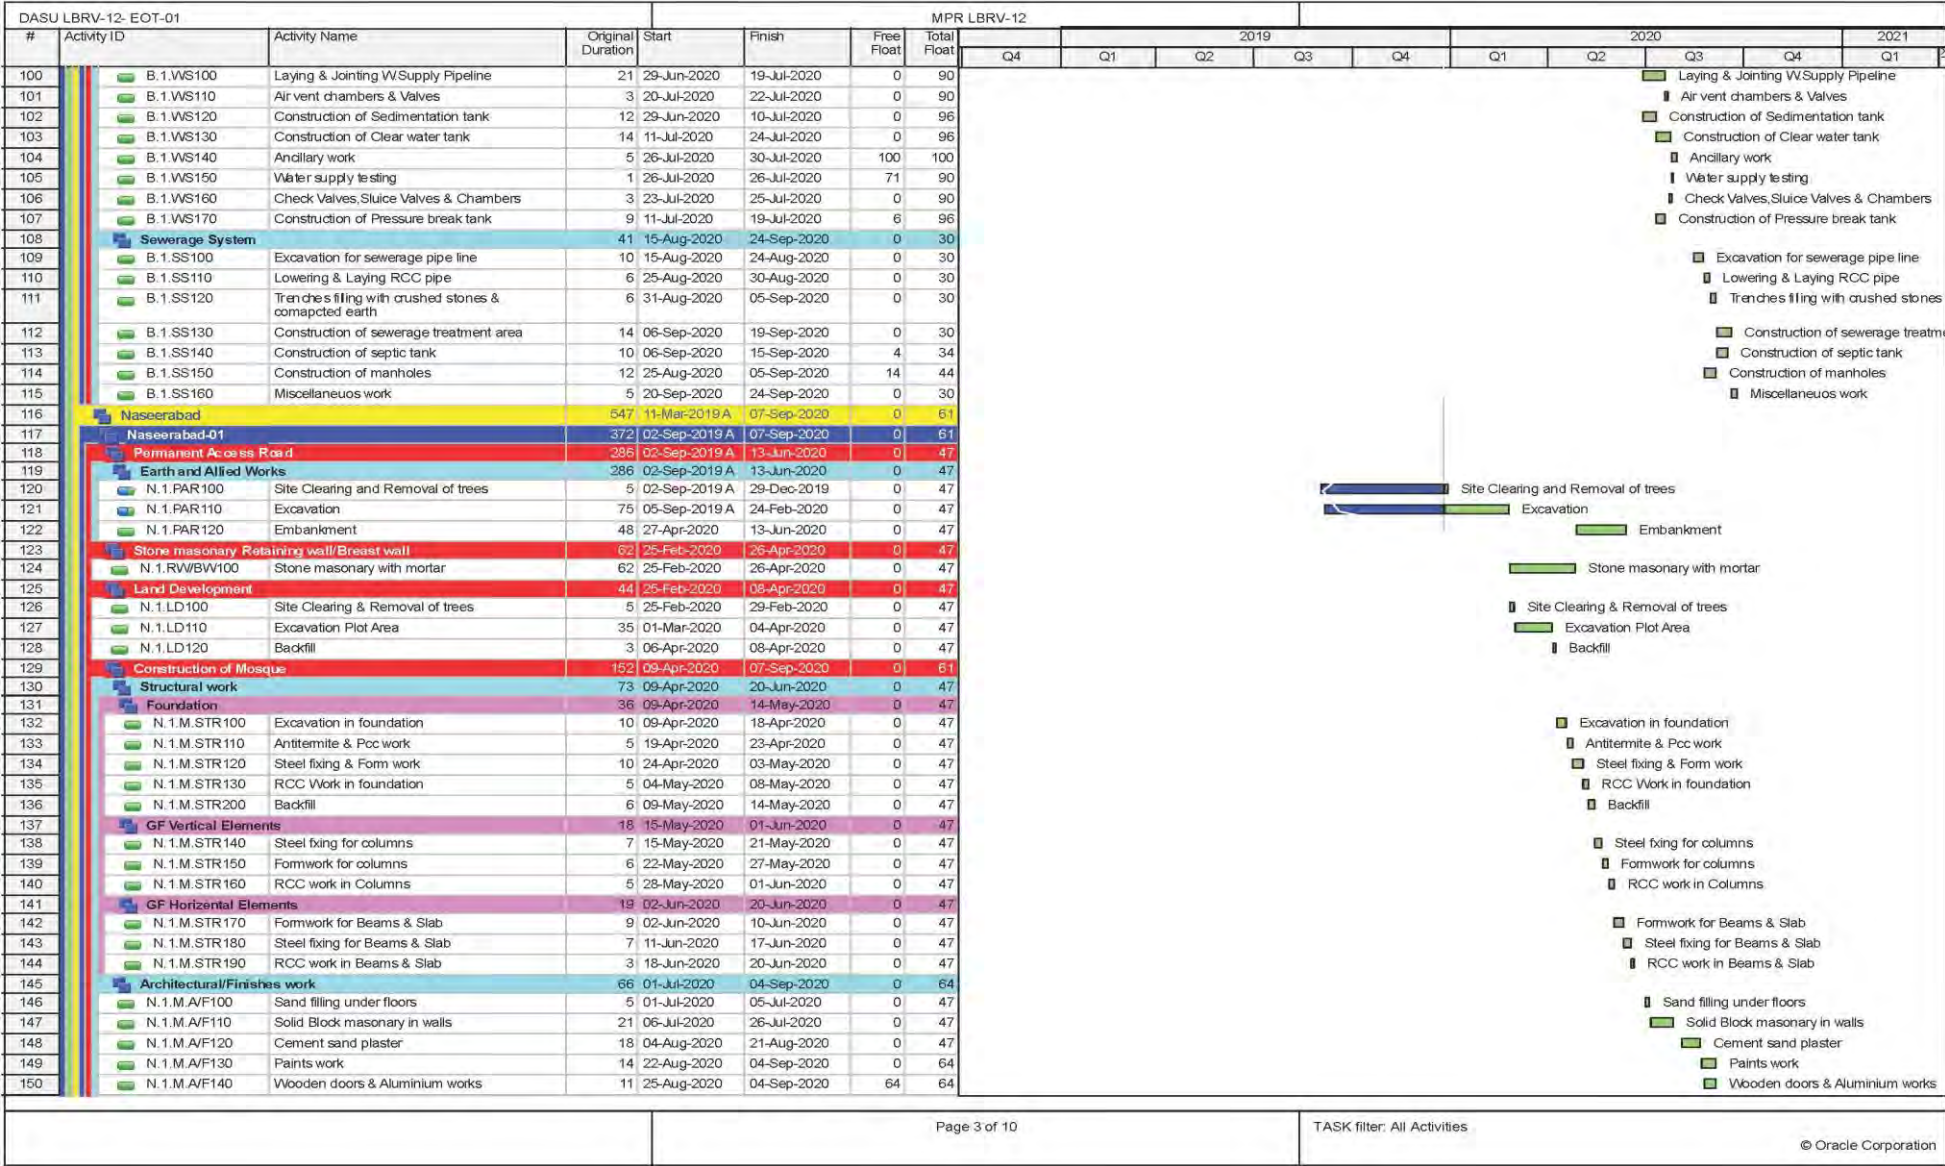 DASU LBRV-12- EOT-01 MPR LBRV-12
# Activity ID Activity Name Original Duration Start Finish Free Float Total Float 2019 2020 2021
Q4 Q1 Q2 Q3 Q4 Q1 Q2 Q3 Q4 Q1
100 B.1.WS100 Laying & Jointing W.Supply Pipeline 21 29-Jun-2020 19-Jul-2020 0 90 Laying & Jointing W.Supply Pipeline
101 B.1.WS110 Air vent chambers & Valves 3 20-Jul-2020 22-Jul-2020 0 90 Air vent chambers & Valves
102 B.1.WS120 Construction of Sedimentation tank 12 29-Jun-2020 10-Jul-2020 0 96 Construction of Sedimentation tank
103 B.1.WS130 Construction of Clear water tank 14 11-Jul-2020 24-Jul-2020 0 96 Construction of Clear water tank
104 B.1.WS140 Ancillary work 5 26-Jul-2020 30-Jul-2020 100 100 Ancillary work
105 B.1.WS150 Water supply testing 1 26-Jul-2020 26-Jul-2020 71 90 Water supply testing
106 B.1.WS160 Check Valves,Sluice Valves & Chambers 3 23-Jul-2020 25-Jul-2020 0 90 Check Valves,Sluice Valves & Chambers
107 B.1.WS170 Construction of Pressure break tank 9 11-Jul-2020 19-Jul-2020 6 96 Construction of Pressure break tank
108 Sewerage System 41 15-Aug-2020 24-Sep-2020 0 30
109 B.1.SS100 Excavation for sewerage pipe line 10 15-Aug-2020 24-Aug-2020 0 30 Excavation for sewerage pipe line
110 B.1.SS110 Lowering & Laying RCC pipe 6 25-Aug-2020 30-Aug-2020 0 30 Lowering & Laying RCC pipe
111 B.1.SS120 Trenches filling with crushed stones & comapcted earth 6 31-Aug-2020 05-Sep-2020 0 30 Trenches filling with crushed stones
112 B.1.SS130 Construction of sewerage treatment area 14 06-Sep-2020 19-Sep-2020 0 30 Construction of sewerage treatm
113 B.1.SS140 Construction of septic tank 10 06-Sep-2020 15-Sep-2020 4 34 Construction of septic tank
114 B.1.SS150 Construction of manholes 12 25-Aug-2020 05-Sep-2020 14 44 Construction of manholes
115 B.1.SS160 Miscellaneuos work 5 20-Sep-2020 24-Sep-2020 0 30 Miscellaneuos work
116 Naseerabad 547 11-Mar-2019 A 07-Sep-2020 0 61
117 Naseerabad-01 372 02-Sep-2019 A 07-Sep-2020 0 61
118 Permanent Access Road 286 02-Sep-2019 A 13-Jun-2020 0 47
119 Earth and Allied Works 286 02-Sep-2019 A 13-Jun-2020 0 47
120 N.1.PAR100 Site Clearing and Removal of trees 5 02-Sep-2019 A 29-Dec-2019 0 47 Site Clearing and Removal of trees
121 N.1.PAR110 Excavation 75 05-Sep-2019 A 24-Feb-2020 0 47 Excavation
122 N.1.PAR120 Embankment 48 27-Apr-2020 13-Jun-2020 0 47 Embankment
123 Stone masonary Retaining wall/Breast wall 62 25-Feb-2020 26-Apr-2020 0 47
124 N.1.RW/BW100 Stone masonary with mortar 62 25-Feb-2020 26-Apr-2020 0 47 Stone masonary with mortar
125 Land Development 44 25-Feb-2020 08-Apr-2020 0 47
126 N.1.LD100 Site Clearing & Removal of trees 5 25-Feb-2020 29-Feb-2020 0 47 Site Clearing & Removal of trees
127 N.1.LD110 Excavation Plot Area 35 01-Mar-2020 04-Apr-2020 0 47 Excavation Plot Area
128 N.1.LD120 Backfill 3 06-Apr-2020 08-Apr-2020 0 47 Backfill
129 Construction of Mosque 152 09-Apr-2020 07-Sep-2020 0 61
130 Structural work 73 09-Apr-2020 20-Jun-2020 0 47
131 Foundation 36 09-Apr-2020 14-May-2020 0 47
132 N.1.M.STR100 Excavation in foundation 10 09-Apr-2020 18-Apr-2020 0 47 Excavation in foundation
133 N.1.M.STR110 Antitermite & Pcc work 5 19-Apr-2020 23-Apr-2020 0 47 Antitermite & Pcc work
134 N.1.M.STR120 Steel fixing & Form work 10 24-Apr-2020 03-May-2020 0 47 Steel fixing & Form work
135 N.1.M.STR130 RCC Work in foundation 5 04-May-2020 08-May-2020 0 47 RCC Work in foundation
136 N.1.M.STR200 Backfill 6 09-May-2020 14-May-2020 0 47 Backfill
137 GF Vertical Elements 18 15-May-2020 01-Jun-2020 0 47
138 N.1.M.STR140 Steel fxing for columns 7 15-May-2020 21-May-2020 0 47 Steel fxing for columns
139 N.1.M.STR150 Formwork for columns 6 22-May-2020 27-May-2020 0 47 Formwork for columns
140 N.1.M.STR160 RCC work in Columns 5 28-May-2020 01-Jun-2020 0 47 RCC work in Columns
141 GF Horizental Elements 19 02-Jun-2020 20-Jun-2020 0 47
142 N.1.M.STR170 Formwork for Beams & Slab 9 02-Jun-2020 10-Jun-2020 0 47 Formwork for Beams & Slab
143 N.1.M.STR180 Steel fixing for Beams & Slab 7 11-Jun-2020 17-Jun-2020 0 47 Steel fixing for Beams & Slab
144 N.1.M.STR190 RCC work in Beams & Slab 3 18-Jun-2020 20-Jun-2020 0 47 RCC work in Beams & Slab
145 Architectural/Finishes work 66 01-Jul-2020 04-Sep-2020 0 64
146 N.1.M.A/F100 Sand filling under floors 5 01-Jul-2020 05-Jul-2020 0 47 Sand filling under floors
147 N.1.M.A/F110 Solid Block masonary in walls 21 06-Jul-2020 26-Jul-2020 0 47 Solid Block masonary in walls
148 N.1.M.A/F120 Cement sand plaster 18 04-Aug-2020 21-Aug-2020 0 47 Cement sand plaster
149 N.1.M.A/F130 Paints work 14 22-Aug-2020 04-Sep-2020 0 64 Paints work
150 N.1.M.A/F140 Wooden doors & Aluminium works 11 25-Aug-2020 04-Sep-2020 64 64 Wooden doors & Aluminium works
Page 3 of 10 TASK filter: All Activities
© Oracle Corporation